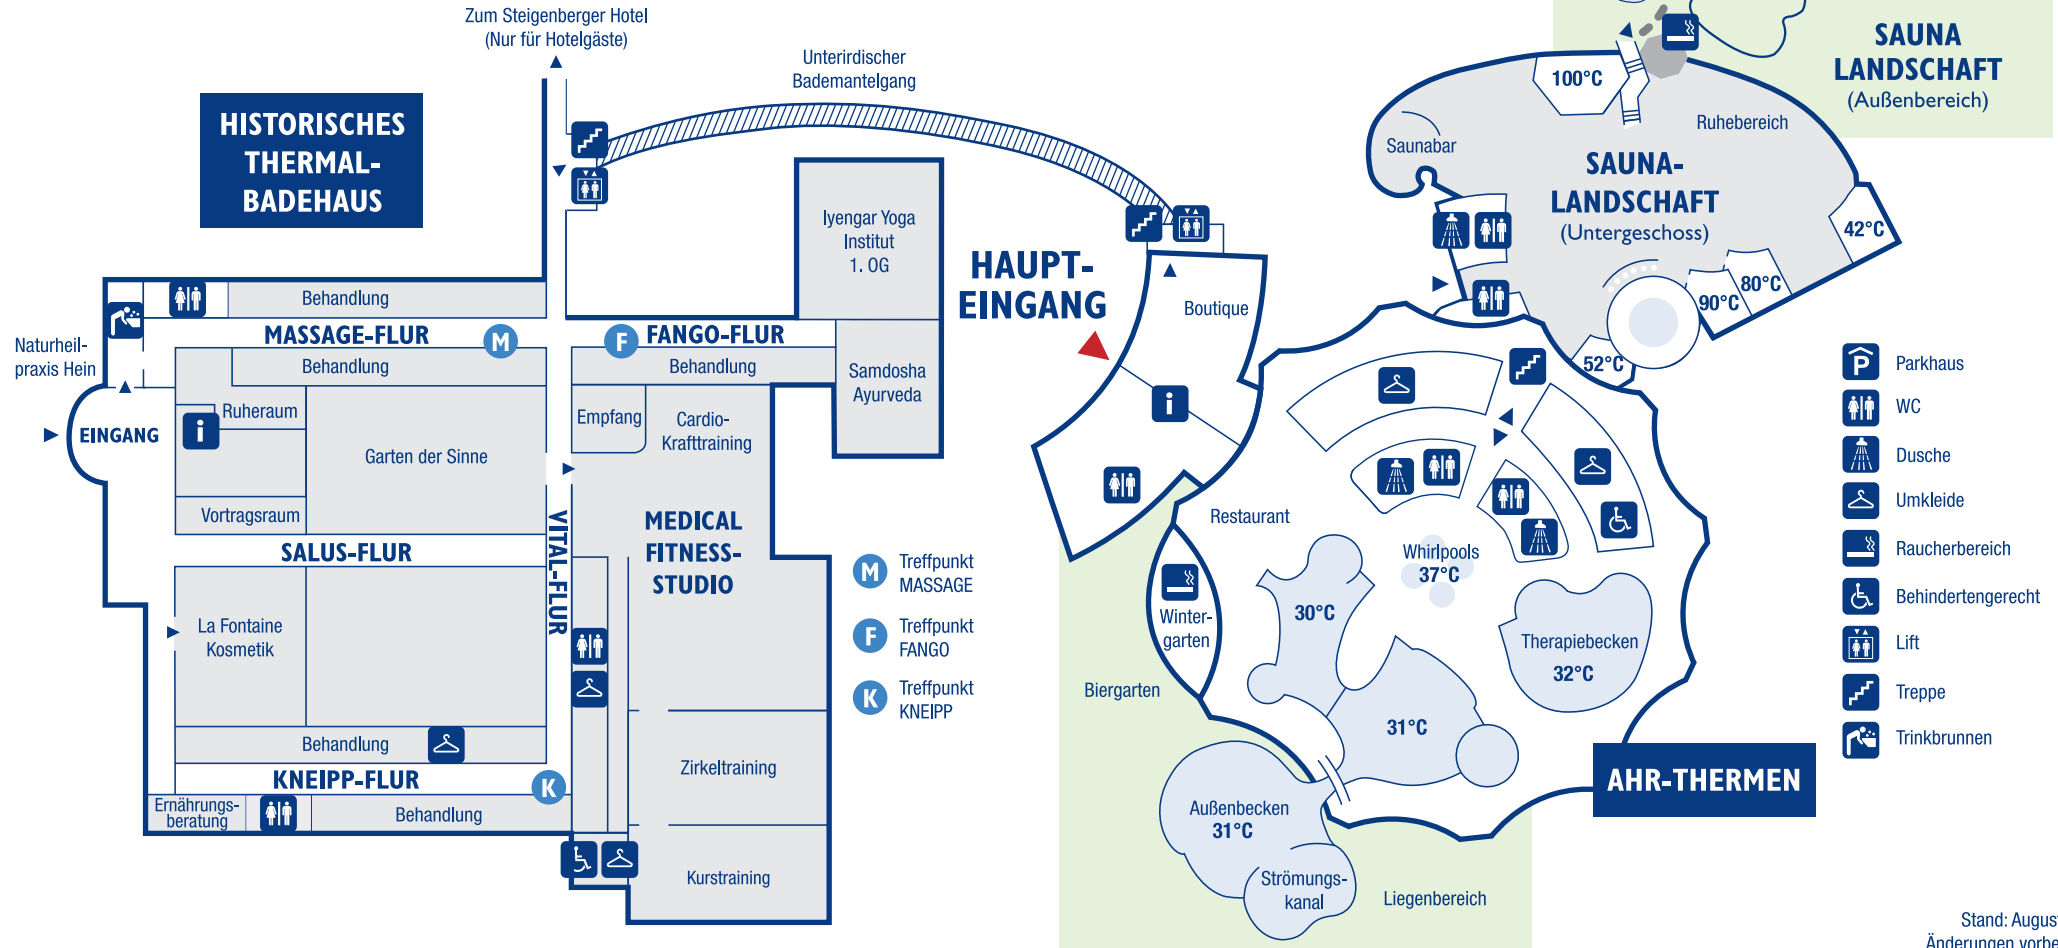 Zum Steigenberger Hotel
(Nur für Hotelgäste)
Unterirdischer
Bademantelgang
HISTORISCHES
THERMAL-
BADEHAUS
Iyengar Yoga
Institut
1. OG
Behandlung
MASSAGE-FLUR
M
F
FANGO-FLUR
Naturheil-
praxis Hein
Behandlung
Behandlung
Samdosha
Ayurveda
EINGANG
Ruheraum
i
Empfang
Cardio-
Krafttraining
Garten der Sinne
Vortragsraum
SALUS-FLUR
VITAL-FLUR
MEDICAL
FITNESS-
STUDIO
La Fontaine
Kosmetik
Behandlung
KNEIPP-FLUR
K
Ernährungs-
beratung
Behandlung
Zirkeltraining
Kurstraining
M Treffpunkt
MASSAGE
F Treffpunkt
FANGO
K Treffpunkt
KNEIPP
HAUPT-
EINGANG
Boutique
i
Restaurant
Winter-
garten
Biergarten
Whirlpools
37°C
30°C
31°C
Therapiebecken
32°C
Außenbecken
31°C
Strömungs-
kanal
Liegenbereich
AHR-THERMEN
SAUNA
LANDSCHAFT
(Außenbereich)
100°C
Ruhebereich
Saunabar
SAUNA-
LANDSCHAFT
(Untergeschoss)
42°C
80°C
90°C
52°C
P Parkhaus
WC
Dusche
Umkleide
Raucherbereich
Behindertengerecht
Lift
Treppe
Trinkbrunnen
Stand: August
Änderungen vorbe